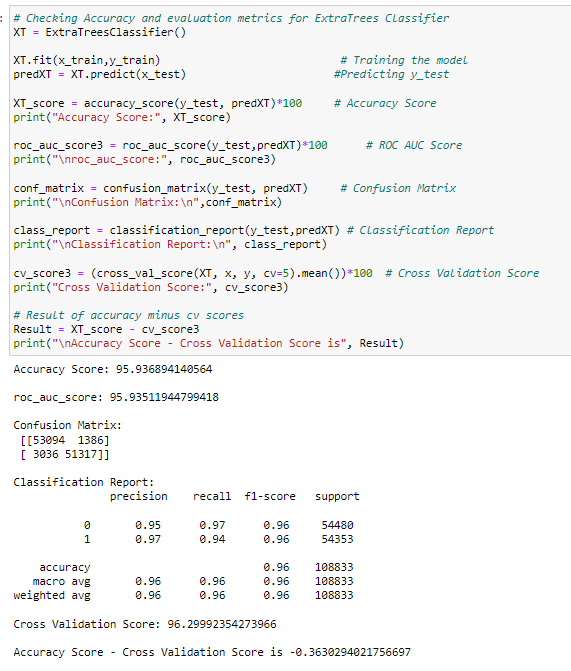 : # Checking Accuracy and evaluation metrics for ExtraTrees Classifier
XT = ExtraTreesClassifier()
XT.fit(x_train,y_train) # Training the model
predXT = XT.predict(x_test) #Predicting y_test
XT_score = accuracy_score(y_test, predXT)*100 # Accuracy Score
print("Accuracy Score:", XT_score)
roc_auc_score3 = roc_auc_score(y_test,predXT)*100 # ROC AUC Score
print("\nroc_auc_score:", roc_auc_score3)
conf_matrix = confusion_matrix(y_test, predXT) # Confusion Matrix
print("\nConfusion Matrix:\n",conf_matrix)
class_report = classification_report(y_test,predXT) # Classification Report
print("\nClassification Report:\n", class_report)
cv_score3 = (cross_val_score(XT, x, y, cv=5).mean())*100 # Cross Validation Score
print("Cross Validation Score:", cv_score3)
# Result of accuracy minus cv scores
Result = XT_score - cv_score3
print("\nAccuracy Score - Cross Validation Score is", Result)
Accuracy Score: 95.936894140564
roc_auc_score: 95.93511944799418
Confusion Matrix:
[[53094 1386]
[ 3036 51317]]
Classification Report:
precision recall f1-score support
0 0.95 0.97 0.96 54480
1 0.97 0.94 0.96 54353
accuracy 0.96 108833
macro avg 0.96 0.96 0.96 108833
weighted avg 0.96 0.96 0.96 108833
Cross Validation Score: 96.29992354273966
Accuracy Score - Cross Validation Score is -0.3630294021756697